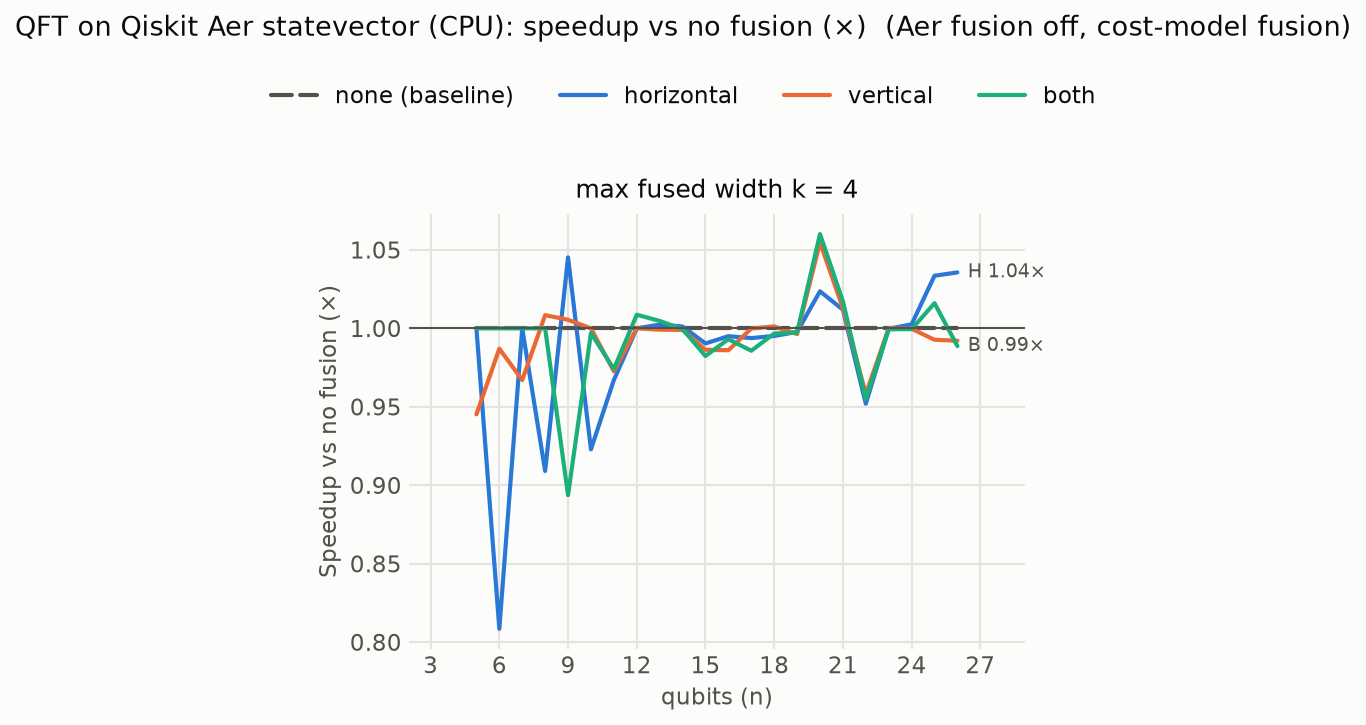 QFT on Qiskit Aer statevector (CPU): speedup vs no fusion (×)  (Aer fusion off, cost-model fusion)
none (baseline)
horizontal
vertical
both
max fused width k = 4
Speedup vs no fusion (×)
1.05
1.00
0.95
0.90
0.85
0.80
H 1.04×
B 0.99×
3 6 9 12 15 18 21 24 27
qubits (n)